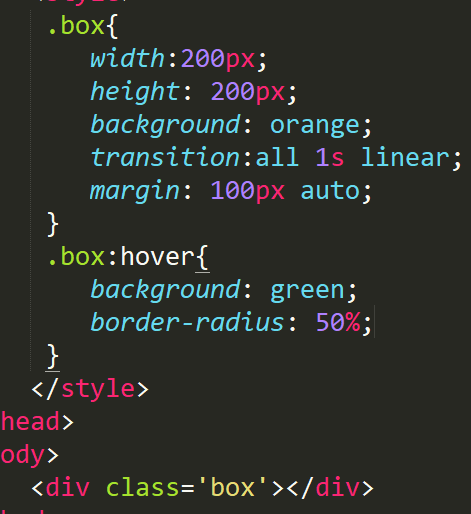 <style>
.box{
width:200px;
height: 200px;
background: orange;
transition:all 1s linear;
margin: 100px auto;
}
.box:hover{
background: green;
border-radius: 50%;
}
</style>
head>
ody>
<div class='box'></div>